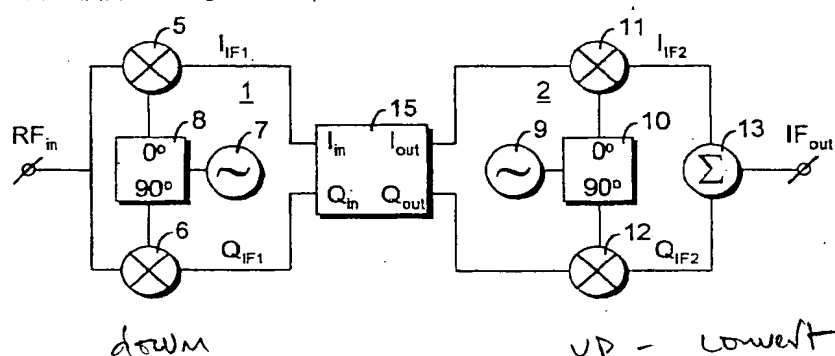 5
11
I_IF1
I_IF2
1
2
15
RF_in
8
7
I_in
I_out
9
10
13
IF_out
0°
0°
90°
Q_in
Q_out
90°
Σ
6
12
Q_IF1
Q_IF2
down
up - convert